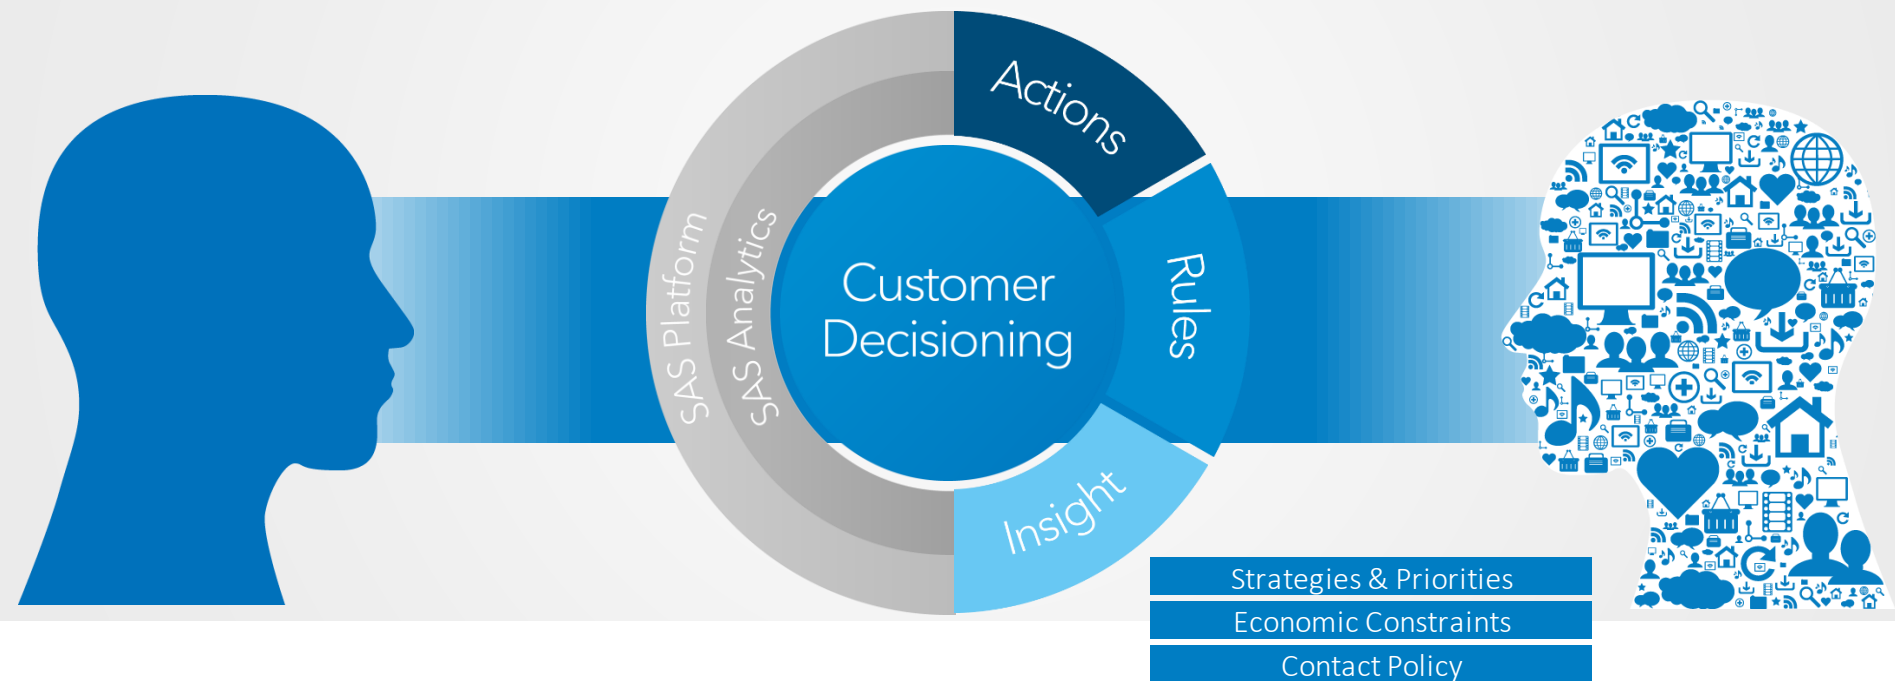 SAS Platform
SAS Analytics
Customer
Decisioning
Actions
Rules
Insight
Strategies & Priorities
Economic Constraints
Contact Policy